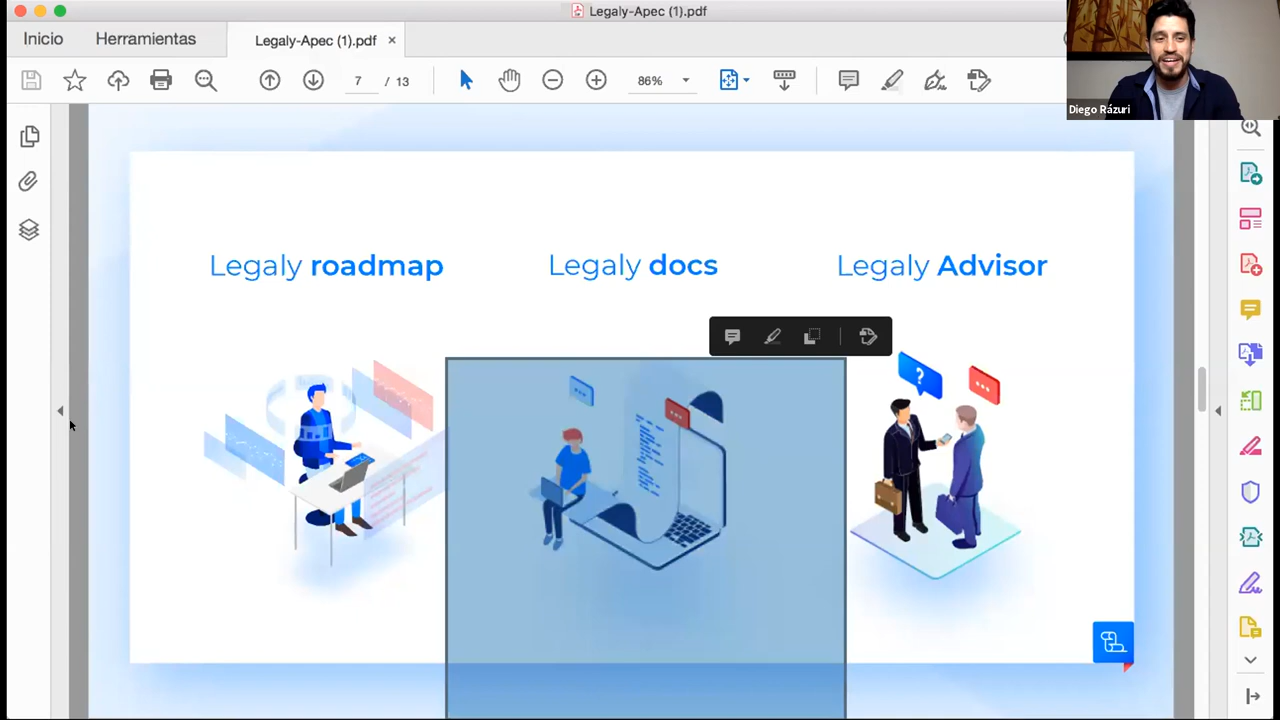 Legaly-Apec (1).pdf
Inicio
Herramientas
Legaly-Apec (1).pdf ×
7 / 13
86%
Diego Rázuri
Legaly roadmap
Legaly docs
Legaly Advisor
?